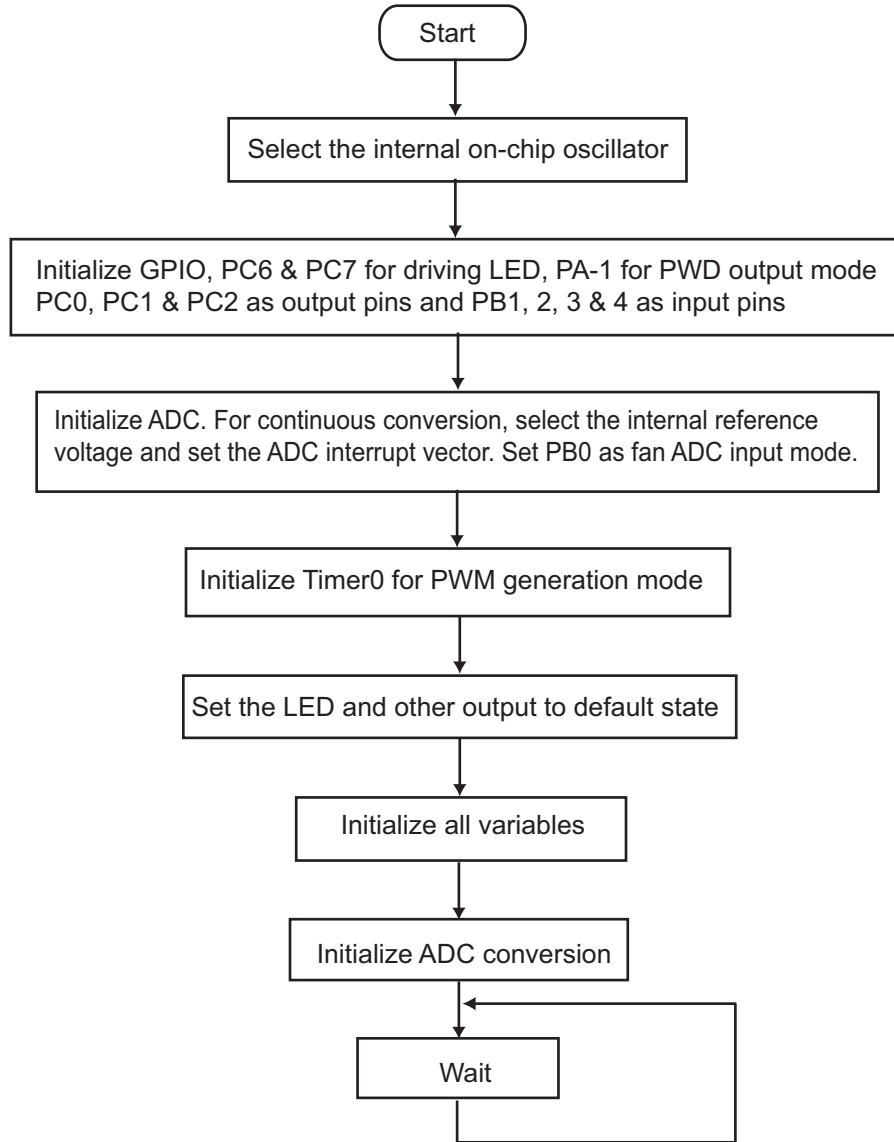 Start
Select the internal on-chip oscillator
Initialize GPIO, PC6 & PC7 for driving LED, PA-1 for PWD output mode
PC0, PC1 & PC2 as output pins and PB1, 2, 3 & 4 as input pins
Initialize ADC. For continuous conversion, select the internal reference
voltage and set the ADC interrupt vector. Set PB0 as fan ADC input mode.
Initialize Timer0 for PWM generation mode
Set the LED and other output to default state
Initialize all variables
Initialize ADC conversion
Wait